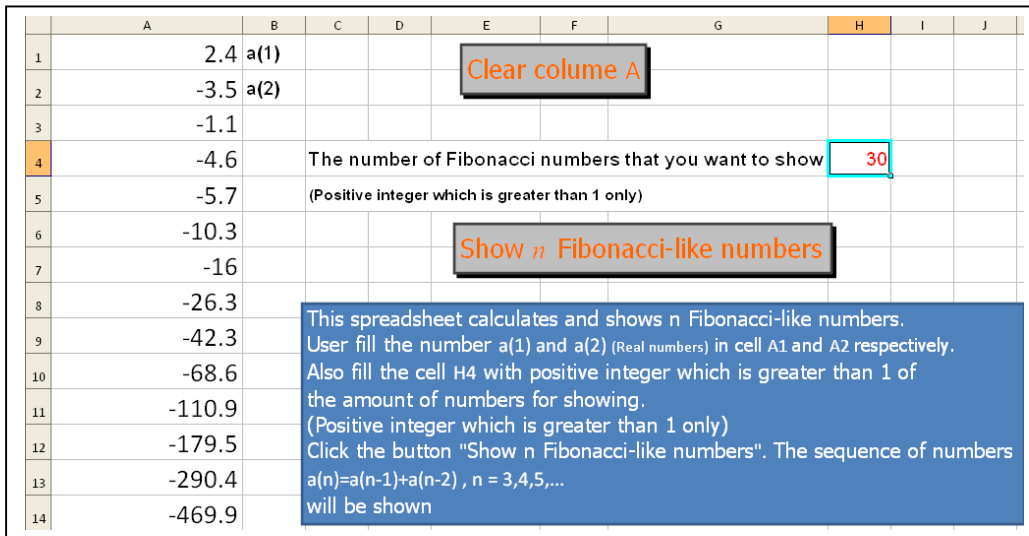 A B C D E F G H I J
1 2.4 a(1)
Clear colume A
2 -3.5 a(2)
3 -1.1
4 -4.6 The number of Fibonacci numbers that you want to show 30
5 -5.7 (Positive integer which is greater than 1 only)
6 -10.3
Show n Fibonacci-like numbers
7 -16
8 -26.3
This spreadsheet calculates and shows n Fibonacci-like numbers.
9 -42.3
User fill the number a(1) and a(2) (Real numbers) in cell A1 and A2 respectively.
10 -68.6
Also fill the cell H4 with positive integer which is greater than 1 of
11 -110.9
the amount of numbers for showing.
(Positive integer which is greater than 1 only)
12 -179.5
Click the button "Show n Fibonacci-like numbers". The sequence of numbers
13 -290.4
a(n)=a(n-1)+a(n-2) , n = 3,4,5,...
will be shown
14 -469.9